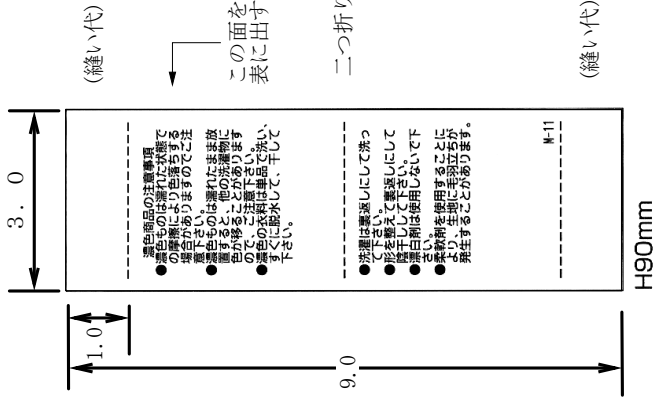 3.0
(縫い代)
1.0
この面を
表に出す
濃色商品の注意事項
●濃色ものは濡れた状態で
の摩擦により色落ちする
場合がありますのでご注
意下さい。
●濃色ものは濡れたまま放
置すると、他の洗濯物に
色が移ることがあります
ので、ご注意下さい。
●濃色の衣料は単品で洗い、
すぐに脱水して、干して
下さい。
二つ折り
●洗濯は裏返しにして洗っ
て下さい。
●形を整えて裏返しにして
陰干しして下さい。
●漂白剤は使用しないで下
さい。
●柔軟剤を使用することに
より、生地に毛羽立ちが
発生することがあります。
M-11
9.0
(縫い代)
H90mm